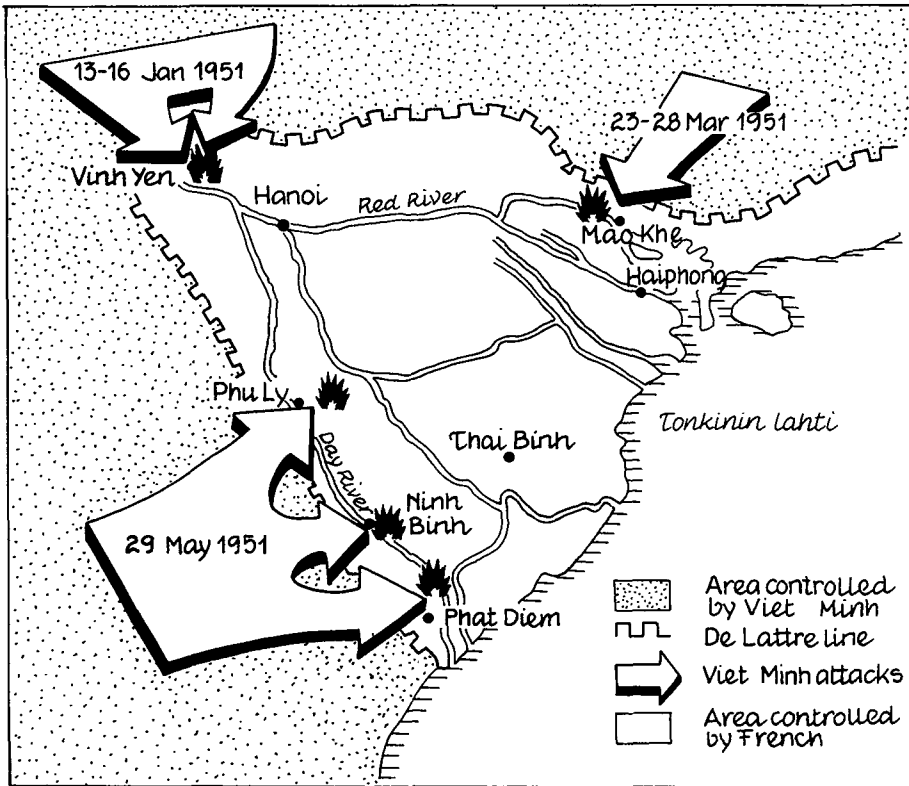 13-16 Jan 1951
23-28 Mar 1951
Vinh Yen
Hanoi
Red River
Mao Khe
Haiphong
Phu Ly
Tonkinin lahti
Thai Binh
Day River
Ninh
Binh
29 May 1951
Phat Diem
Area controlled
by Viet Minh
De Lattre line
Viet Minh attacks
Area controlled
by French